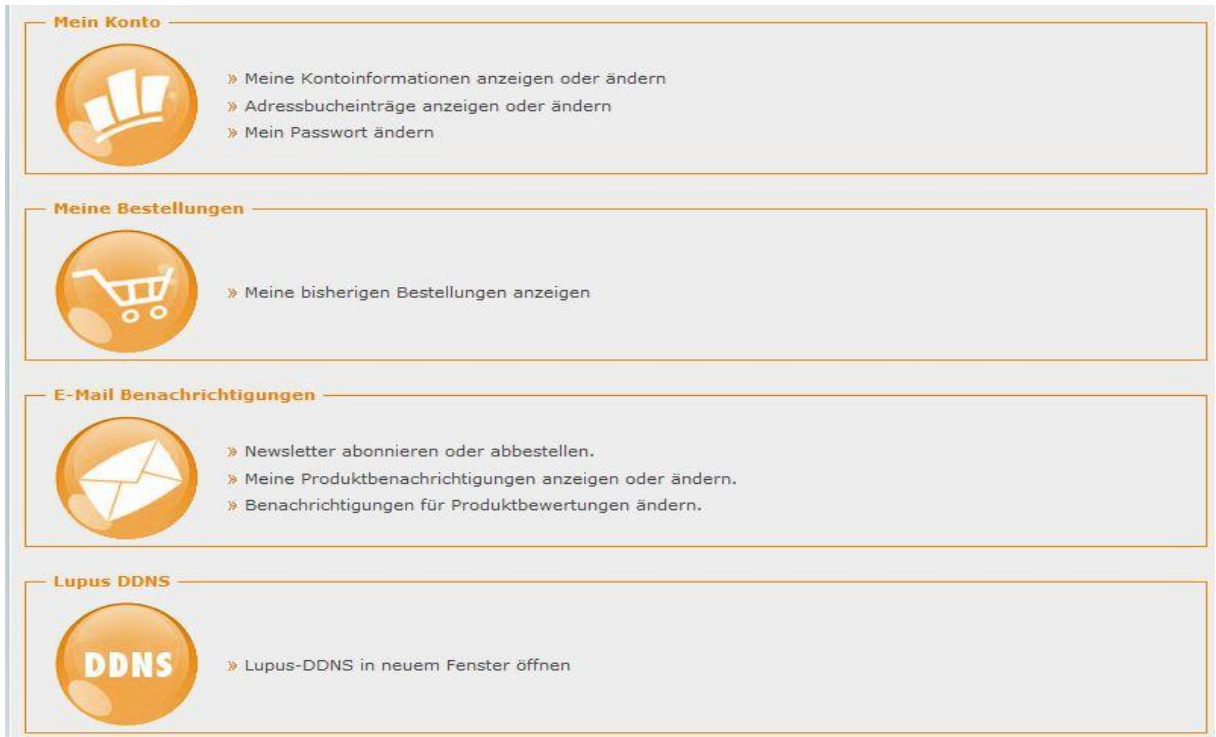 Mein Konto
» Meine Kontoinformationen anzeigen oder ändern
» Adressbucheinträge anzeigen oder ändern
» Mein Passwort ändern
Meine Bestellungen
» Meine bisherigen Bestellungen anzeigen
E-Mail Benachrichtigungen
» Newsletter abonnieren oder abbestellen.
» Meine Produktbenachrichtigungen anzeigen oder ändern.
» Benachrichtigungen für Produktbewertungen ändern.
Lupus DDNS
DDNS
» Lupus-DDNS in neuem Fenster öffnen